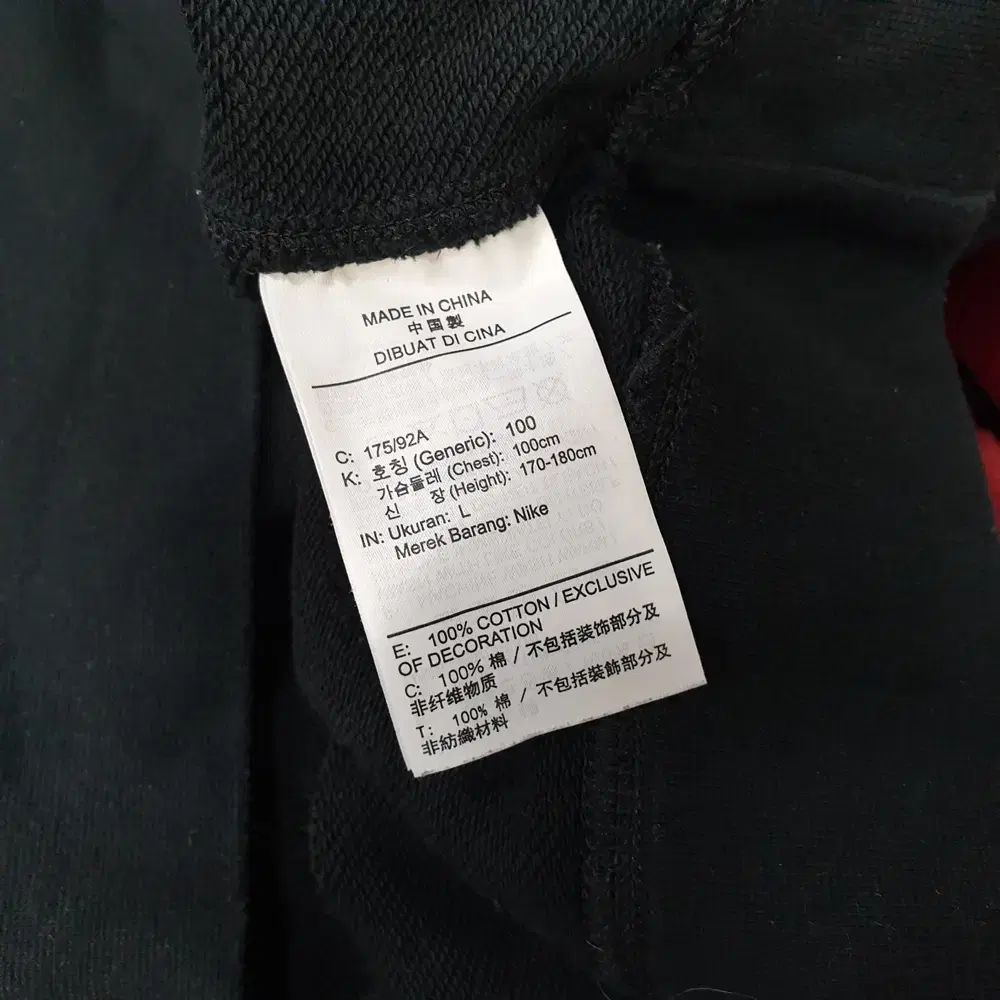 MADE IN CHINA
中国製
DIBUAT DI CINA
C: 175/92A
K: 호칭 (Generic): 100
가슴둘레 (Chest): 100cm
신 장 (Height): 170-180cm
IN: Ukuran: L
Merek Barang: Nike
E: 100% COTTON / EXCLUSIVE
OF DECORATION
C: 100% 棉 / 不包括装饰部分及
非纤维物质
T: 100% 棉 / 不包括裝飾部分及
非紡織材料